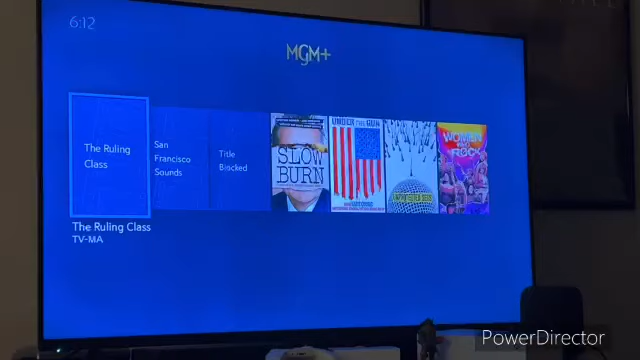 6:12
MGM+
The Ruling
Class
San
Francisco
Sounds
Title
Blocked
SLOW
BURN
UNDER THE GUN
WOMEN
WHO
ROCK
The Ruling Class
TV-MA
PowerDirector